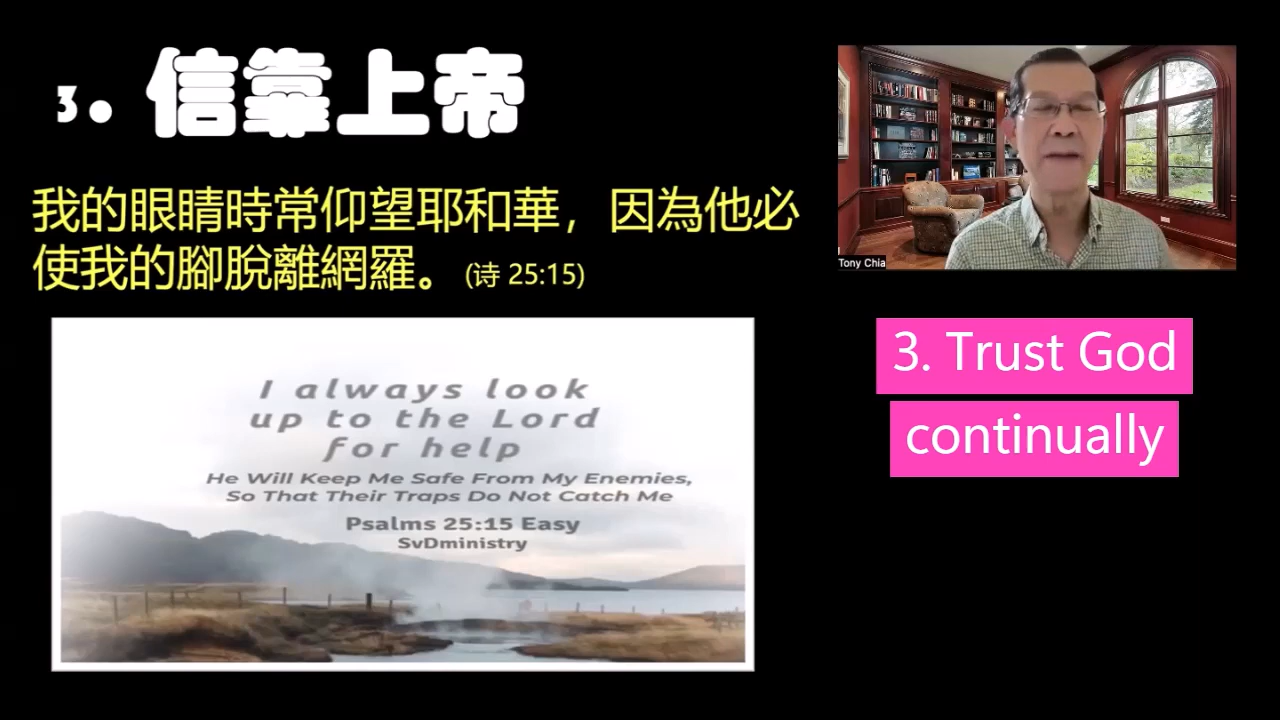 3. 信靠上帝
我的眼睛時常仰望耶和華，因為他必
使我的腳脫離網羅。(诗 25:15)
I always look
up to the Lord
for help
He Will Keep Me Safe From My Enemies,
So That Their Traps Do Not Catch Me
Psalms 25:15 Easy
SvDministry
Tony Chia
3. Trust God
continually